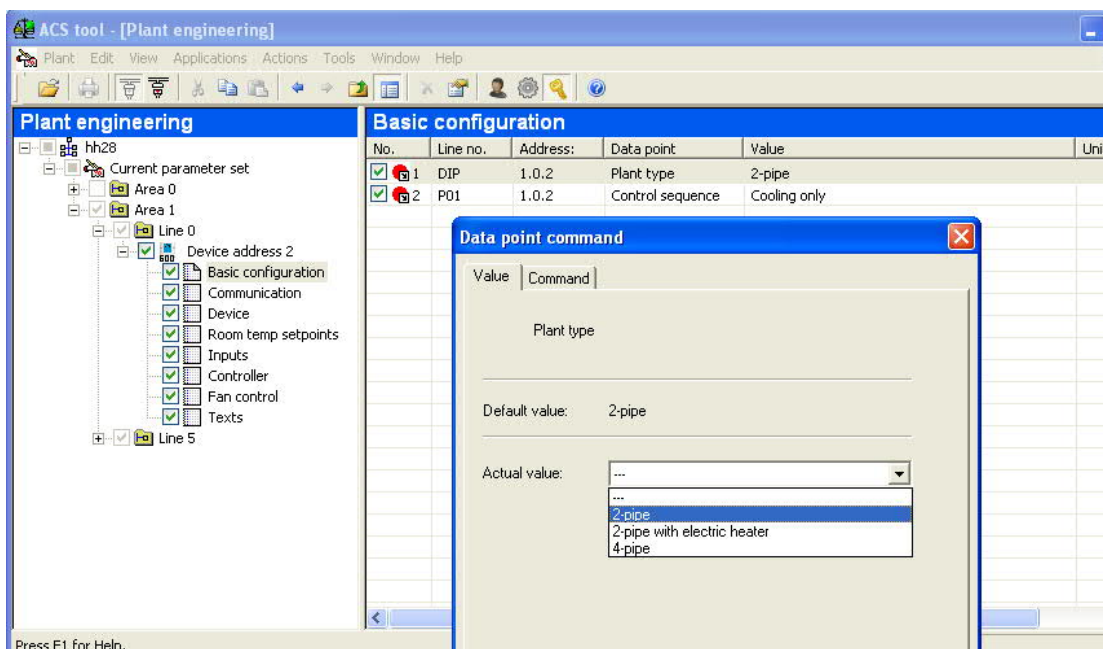 ACS tool - [Plant engineering]
Plant Edit View Applications Actions Tools Window Help
Plant engineering
hh28
Current parameter set
Area 0
Area 1
Line 0
Device address 2
Basic configuration
Communication
Device
Room temp setpoints
Inputs
Controller
Fan control
Texts
Line 5
Basic configuration
No. Line no. Address: Data point Value Uni
1 DIP 1.0.2 Plant type 2-pipe
2 P01 1.0.2 Control sequence Cooling only
Data point command
Value Command
Plant type
Default value: 2-pipe
Actual value: ---
---
2-pipe
2-pipe with electric heater
4-pipe
Press F1 for Help.